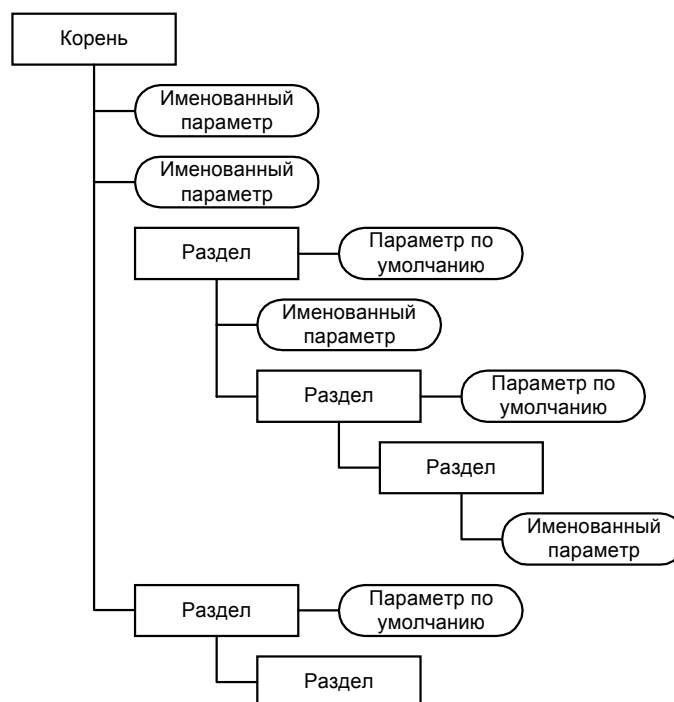 Корень
Именованный
параметр
Именованный
параметр
Раздел
Параметр по
умолчанию
Именованный
параметр
Раздел
Параметр по
умолчанию
Раздел
Именованный
параметр
Раздел
Параметр по
умолчанию
Раздел